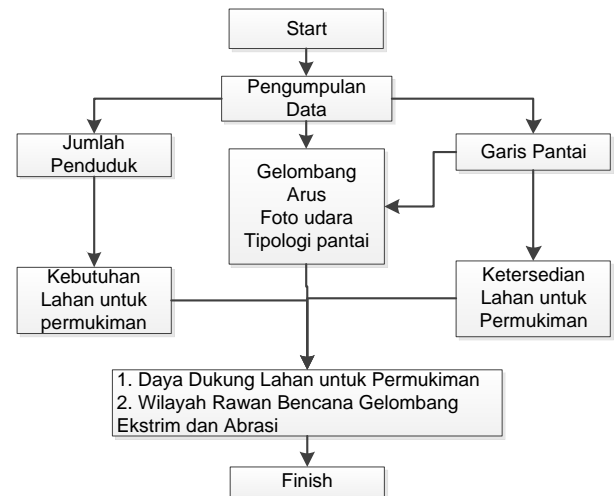 Start
Pengumpulan
Data
Jumlah
Penduduk
Gelombang
Arus
Foto udara
Tipologi pantai
Garis Pantai
Kebutuhan
Lahan untuk
permukiman
Ketersedian
Lahan untuk
Permukiman
1. Daya Dukung Lahan untuk Permukiman
2. Wilayah Rawan Bencana Gelombang
Ekstrim dan Abrasi
Finish